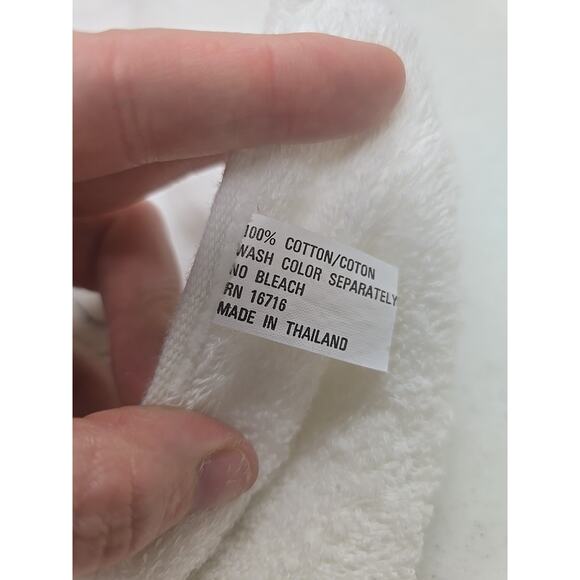 100% COTTON/COTON
WASH COLOR SEPARATELY
NO BLEACH
RN 16716
MADE IN THAILAND